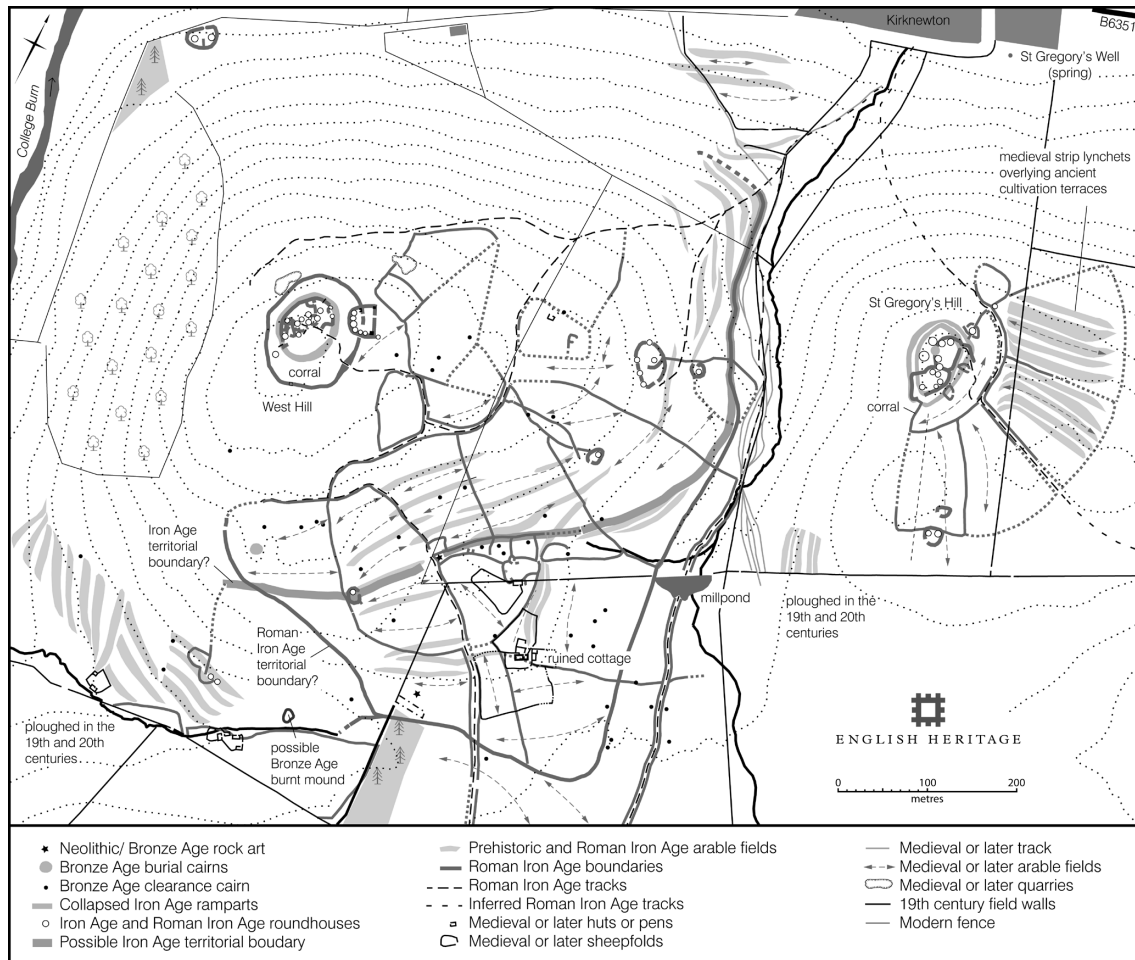 Kirknewton
B6351
St Gregory's Well
(spring)
College Burn
medieval strip lynchets
overlying ancient
cultivation terraces
St Gregory's Hill
corral
West Hill
corral
Iron Age
territorial
boundary?
Roman
Iron Age
territorial
boundary?
millpond
ploughed in the
19th and 20th
centuries
ruined cottage
ploughed in the
19th and 20th
centuries
possible
Bronze Age
burnt mound
ENGLISH HERITAGE
0 100 200
metres
Neolithic/ Bronze Age rock art
Bronze Age burial cairns
Bronze Age clearance cairn
Collapsed Iron Age ramparts
Iron Age and Roman Iron Age roundhouses
Possible Iron Age territorial boudary
Prehistoric and Roman Iron Age arable fields
Roman Iron Age boundaries
Roman Iron Age tracks
Inferred Roman Iron Age tracks
Medieval or later huts or pens
Medieval or later sheepfolds
Medieval or later track
Medieval or later arable fields
Medieval or later quarries
19th century field walls
Modern fence